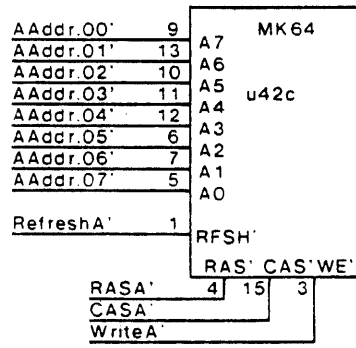 AAddr.00' 9 A7 MK64
AAddr.01' 13 A6
AAddr.02' 10 A5 u42c
AAddr.03' 11 A4
AAddr.04' 12 A3
AAddr.05' 6 A2
AAddr.06' 7 A1
AAddr.07' 5 A0
RefreshA' 1 RFSH'
RAS' CAS' WE'
RASA' 4 15 3
CASA'
WriteA'